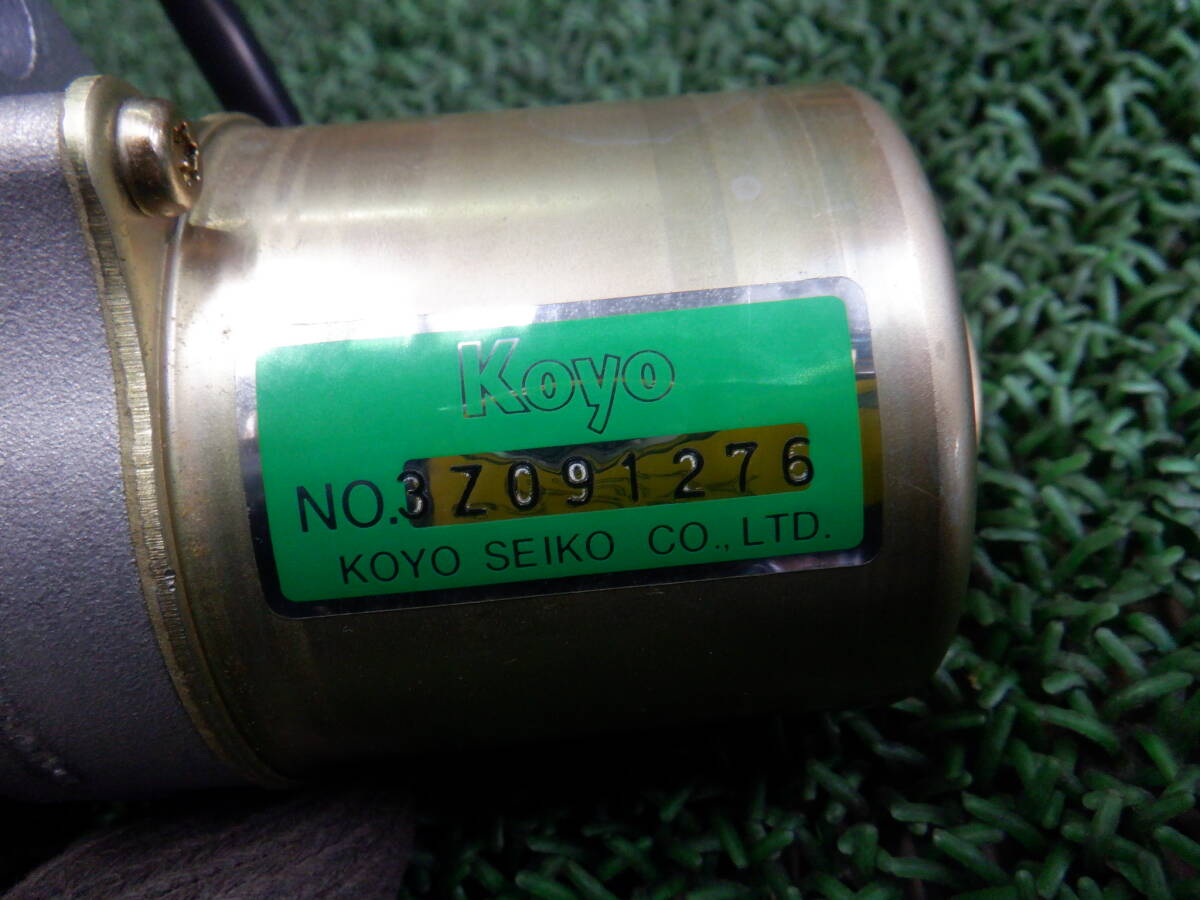 Koyo
NO.3Z091276
KOYO SEIKO CO., LTD.